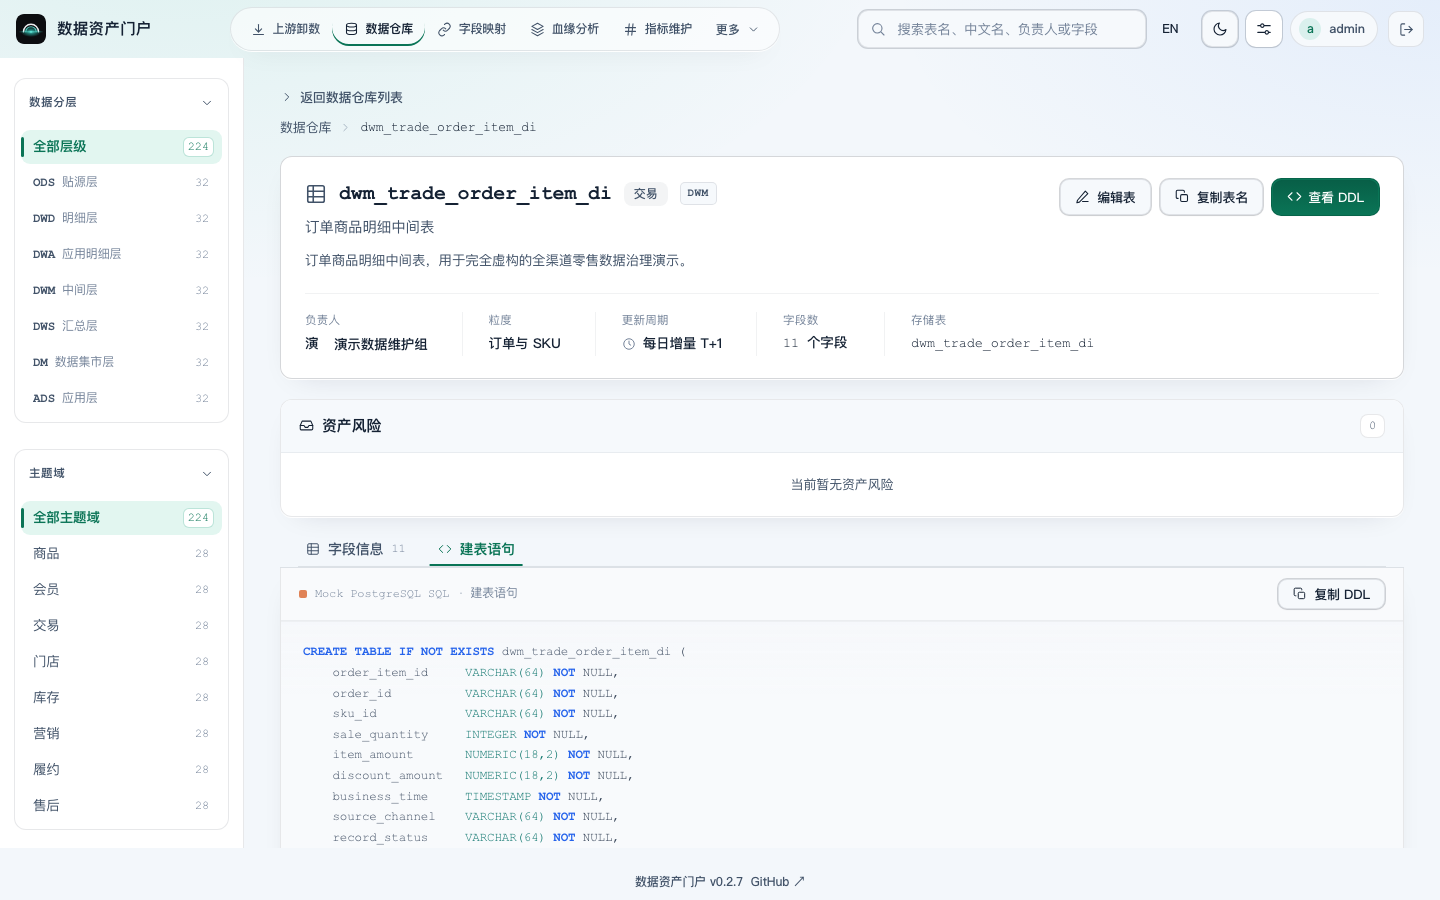 数据资产门户
上游卸数 数据仓库 字段映射 血缘分析 指标维护 更多
搜索表名、中文名、负责人或字段
EN
a admin
数据分层
全部层级 224
ODS 贴源层 32
DWD 明细层 32
DWA 应用明细层 32
DWM 中间层 32
DWS 汇总层 32
DM 数据集市层 32
ADS 应用层 32
主题域
全部主题域 224
商品 28
会员 28
交易 28
门店 28
库存 28
营销 28
履约 28
售后 28
返回数据仓库列表
数据仓库 dwm_trade_order_item_di
dwm_trade_order_item_di 交易 DWM
编辑表 复制表名 查看 DDL
订单商品明细中间表
订单商品明细中间表，用于完全虚构的全渠道零售数据治理演示。
负责人 粒度 更新周期 字段数 存储表
演 演示数据维护组 订单与 SKU 每日增量 T+1 11 个字段 dwm_trade_order_item_di
资产风险 0
当前暂无资产风险
字段信息 11 建表语句
Mock PostgreSQL SQL · 建表语句 复制 DDL
CREATE TABLE IF NOT EXISTS dwm_trade_order_item_di (
order_item_id VARCHAR(64) NOT NULL,
order_id VARCHAR(64) NOT NULL,
sku_id VARCHAR(64) NOT NULL,
sale_quantity INTEGER NOT NULL,
item_amount NUMERIC(18,2) NOT NULL,
discount_amount NUMERIC(18,2) NOT NULL,
business_time TIMESTAMP NOT NULL,
source_channel VARCHAR(64) NOT NULL,
record_status VARCHAR(64) NOT NULL,
数据资产门户 v0.2.7 GitHub ↗